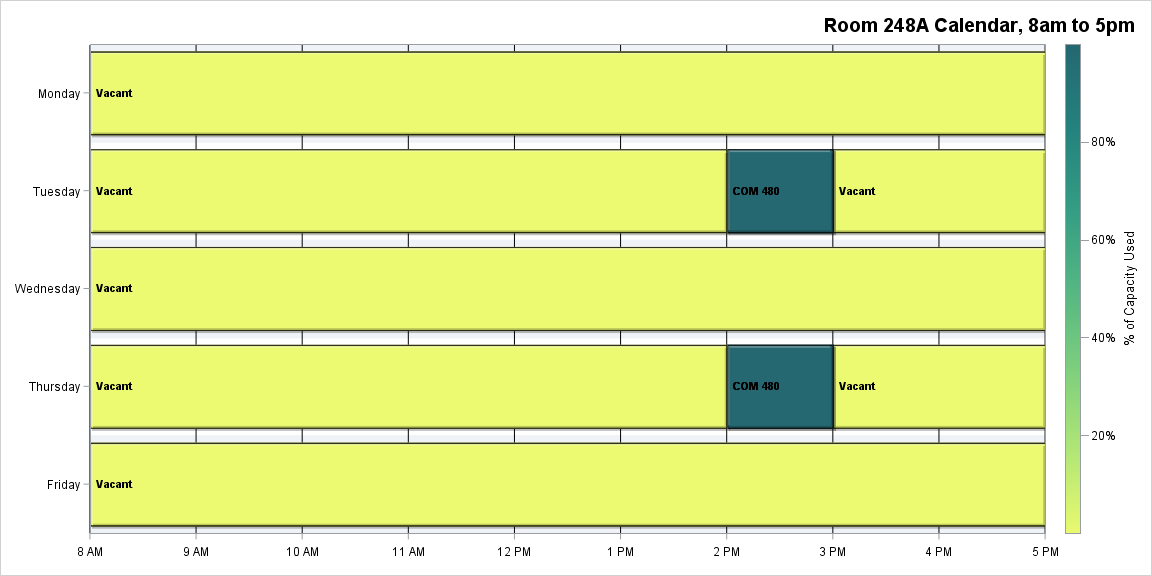 Room 248A Calendar, 8am to 5pm
Monday
Vacant
Tuesday
Vacant
COM 480
Vacant
Wednesday
Vacant
Thursday
Vacant
COM 480
Vacant
Friday
Vacant
8 AM
9 AM
10 AM
11 AM
12 PM
1 PM
2 PM
3 PM
4 PM
5 PM
80%
60%
40%
20%
% of Capacity Used